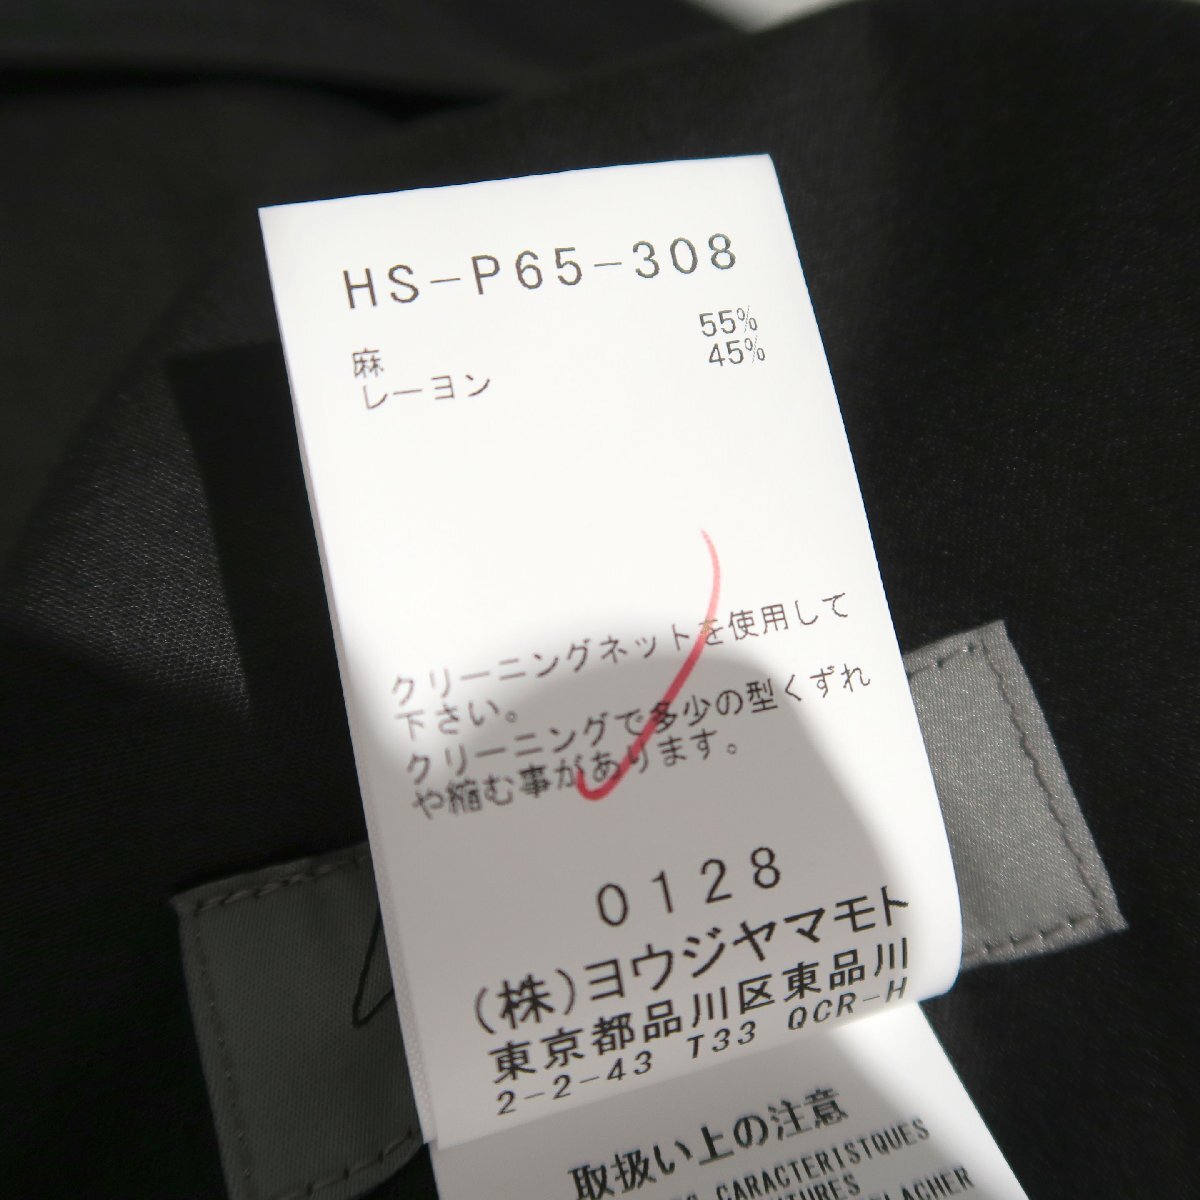 HS-P65-308
麻 55%
レーヨン 45%
クリーニングネットを使用して
下さい。
クリーニングで多少の型くずれ
や縮む事があります。
0128
(株)ヨウジヤマモト
東京都品川区東品川
2-2-43 T33 QCR-H
取扱い上の注意
CARACTERISTQUES